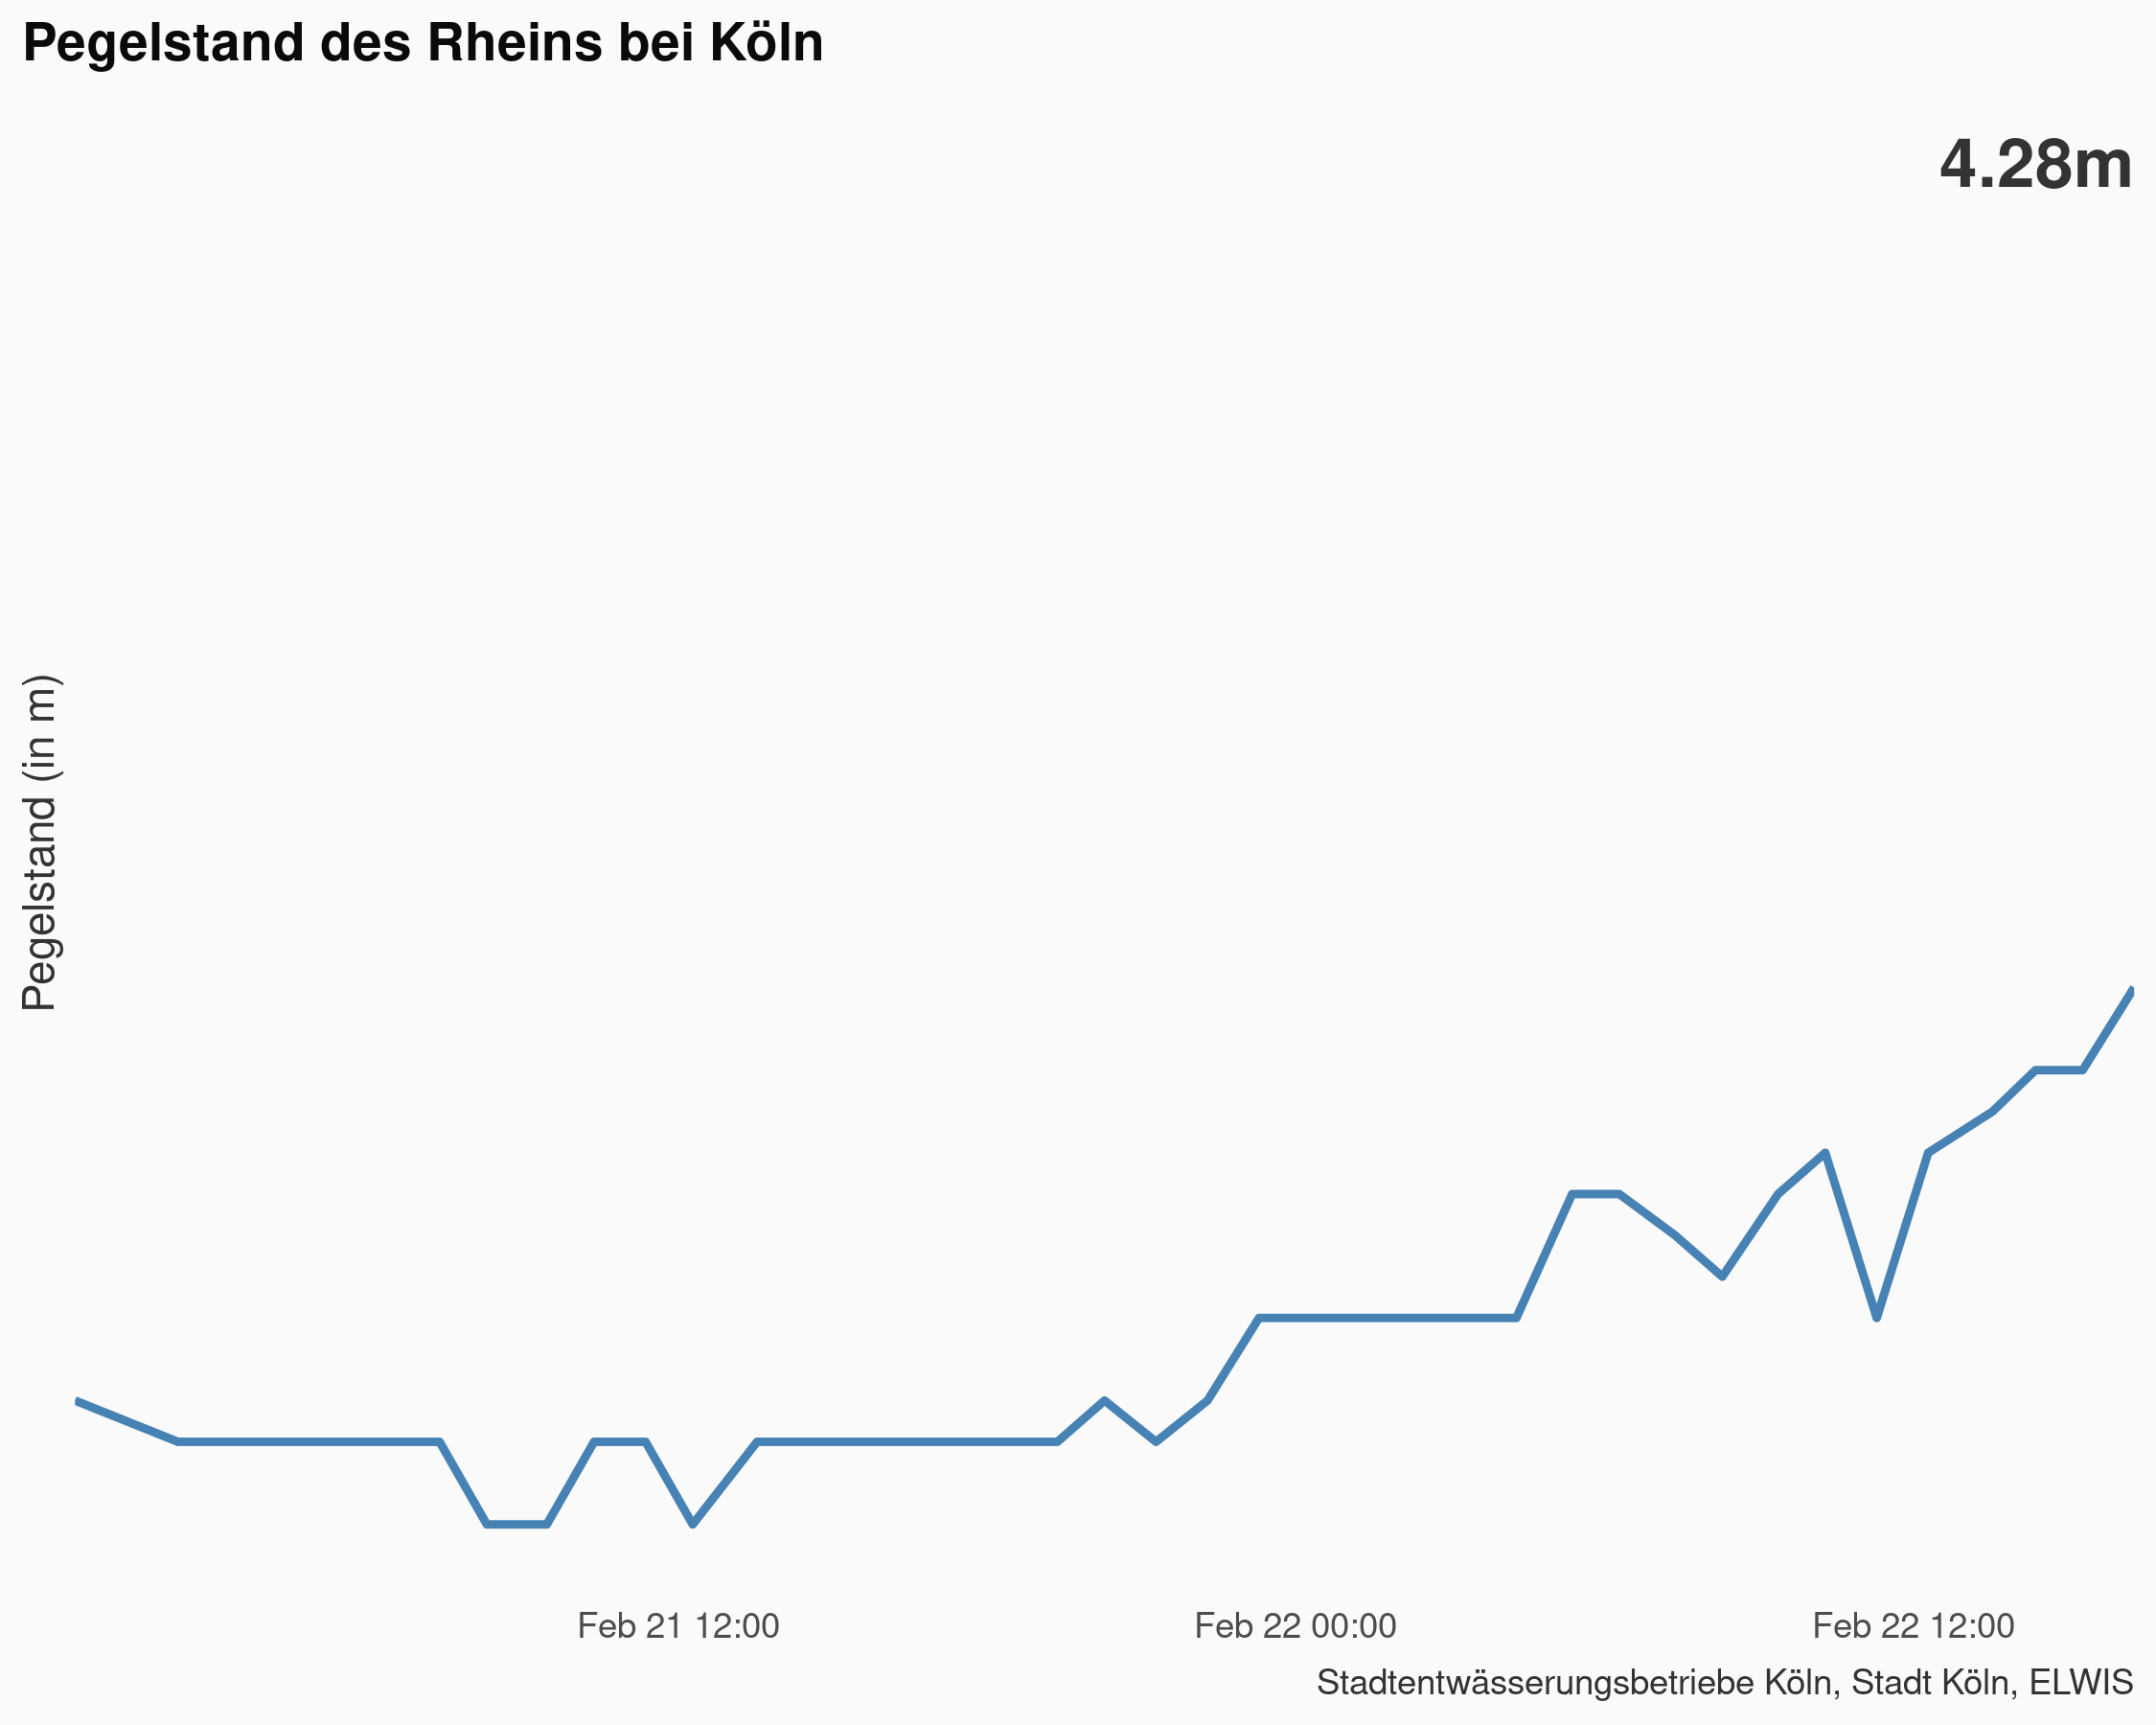 Pegelstand des Rheins bei Köln
4.28m
Pegelstand (in m)
Feb 21 12:00
Feb 22 00:00
Feb 22 12:00
Stadtentwässerungsbetriebe Köln, Stadt Köln, ELWIS